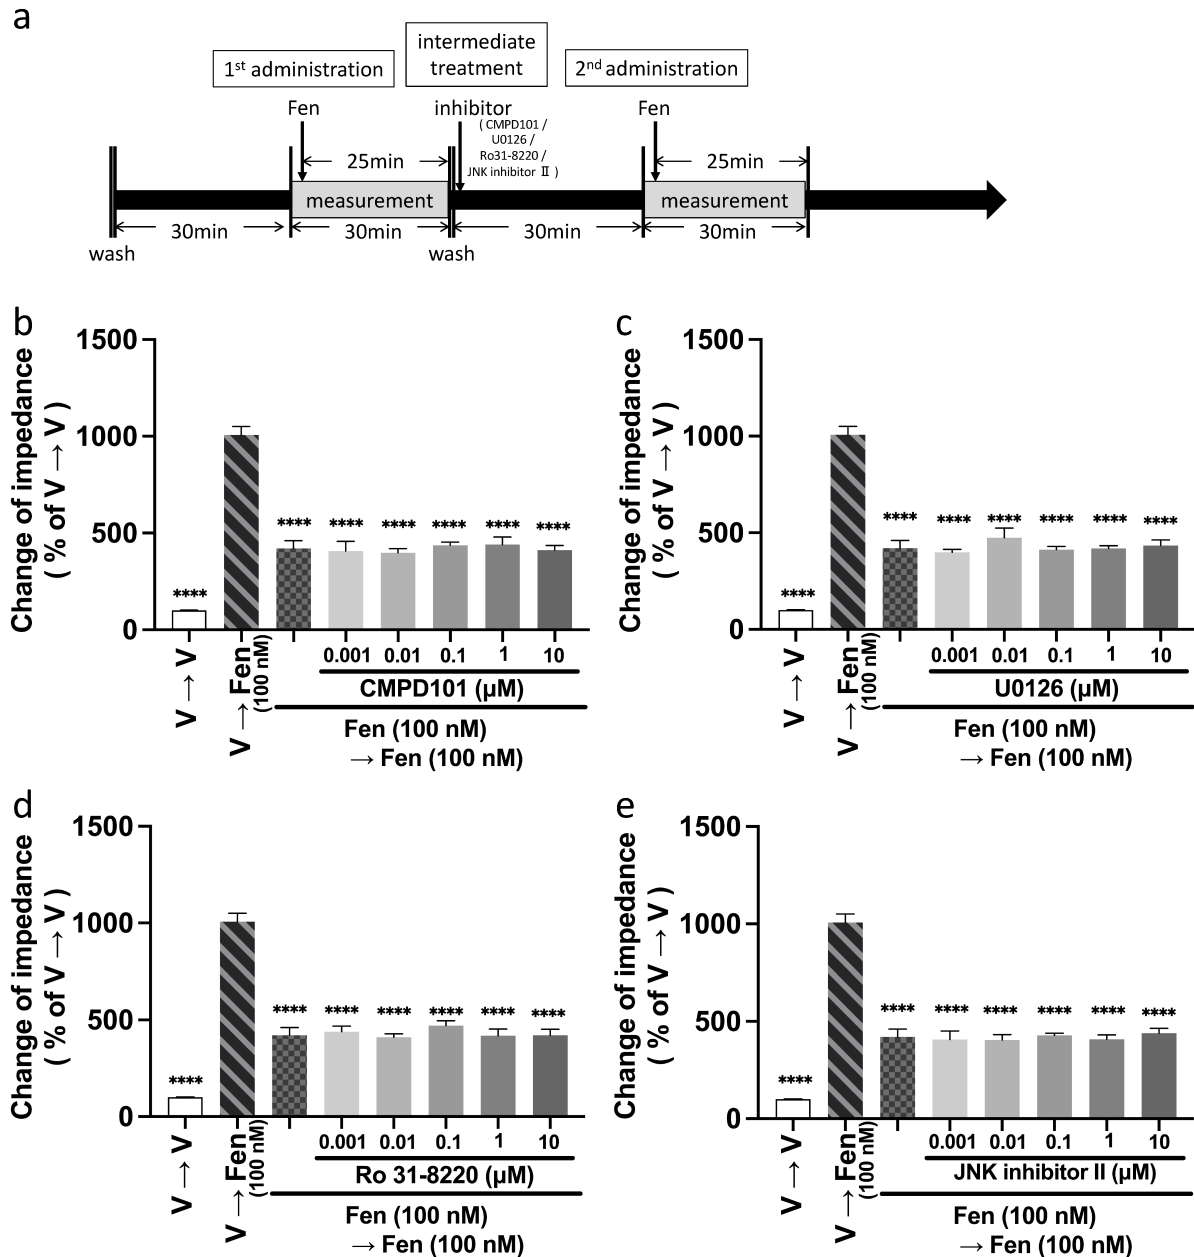 a
1st administration
intermediate
treatment
2nd administration
Fen
inhibitor
( CMPD101 /
U0126 /
Ro31-8220 /
JNK inhibitor Ⅱ )
Fen
25min
25min
measurement
measurement
30min
30min
30min
30min
wash
wash
b
Change of impedance
( % of V → V )
1500
1000
500
0
**** **** **** **** **** **** ****
V → V
V → Fen
(100 nM)
0.001 0.01 0.1 1 10
CMPD101 (μM)
Fen (100 nM)
→ Fen (100 nM)
c
Change of impedance
( % of V → V )
1500
1000
500
0
**** **** **** **** **** **** ****
V → V
V → Fen
(100 nM)
0.001 0.01 0.1 1 10
U0126 (μM)
Fen (100 nM)
→ Fen (100 nM)
d
Change of impedance
( % of V → V )
1500
1000
500
0
**** **** **** **** **** **** ****
V → V
V → Fen
(100 nM)
0.001 0.01 0.1 1 10
Ro 31-8220 (μM)
Fen (100 nM)
→ Fen (100 nM)
e
Change of impedance
( % of V → V )
1500
1000
500
0
**** **** **** **** **** **** ****
V → V
V → Fen
(100 nM)
0.001 0.01 0.1 1 10
JNK inhibitor II (μM)
Fen (100 nM)
→ Fen (100 nM)